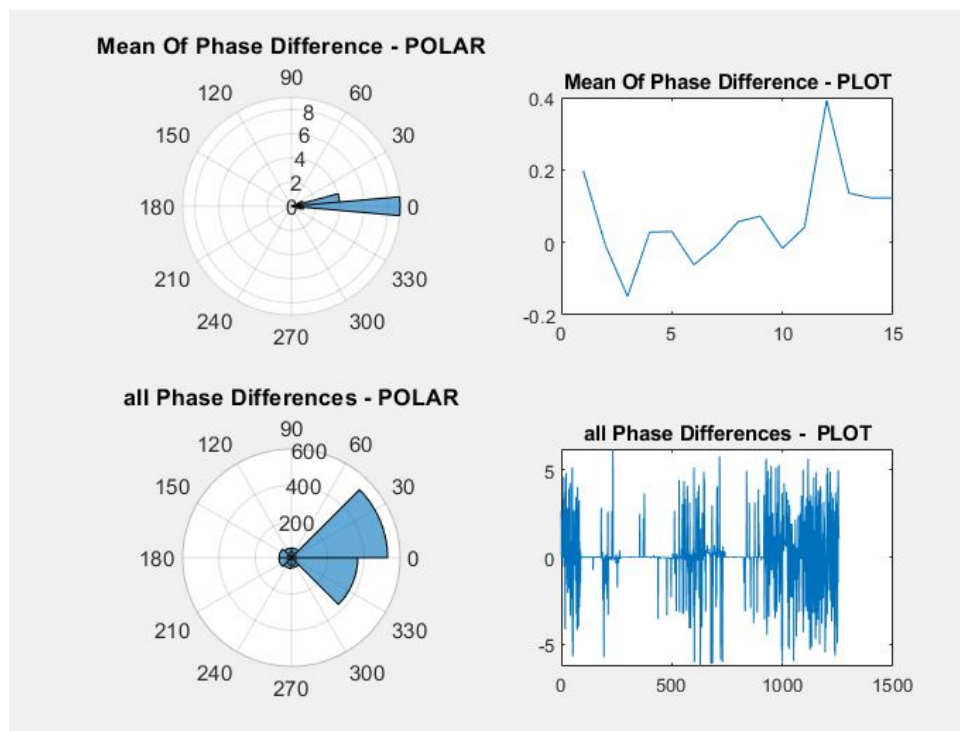 Mean Of Phase Difference - POLAR
90
120 60
8
150 6 30
4
2
180 0 0
210 330
240 300
270
Mean Of Phase Difference - PLOT
0.4
0.2
0
-0.2
0 5 10 15
all Phase Differences - POLAR
90
120 600 60
150 400 30
200
180 0
210 330
240 300
270
all Phase Differences - PLOT
5
0
-5
0 500 1000 1500